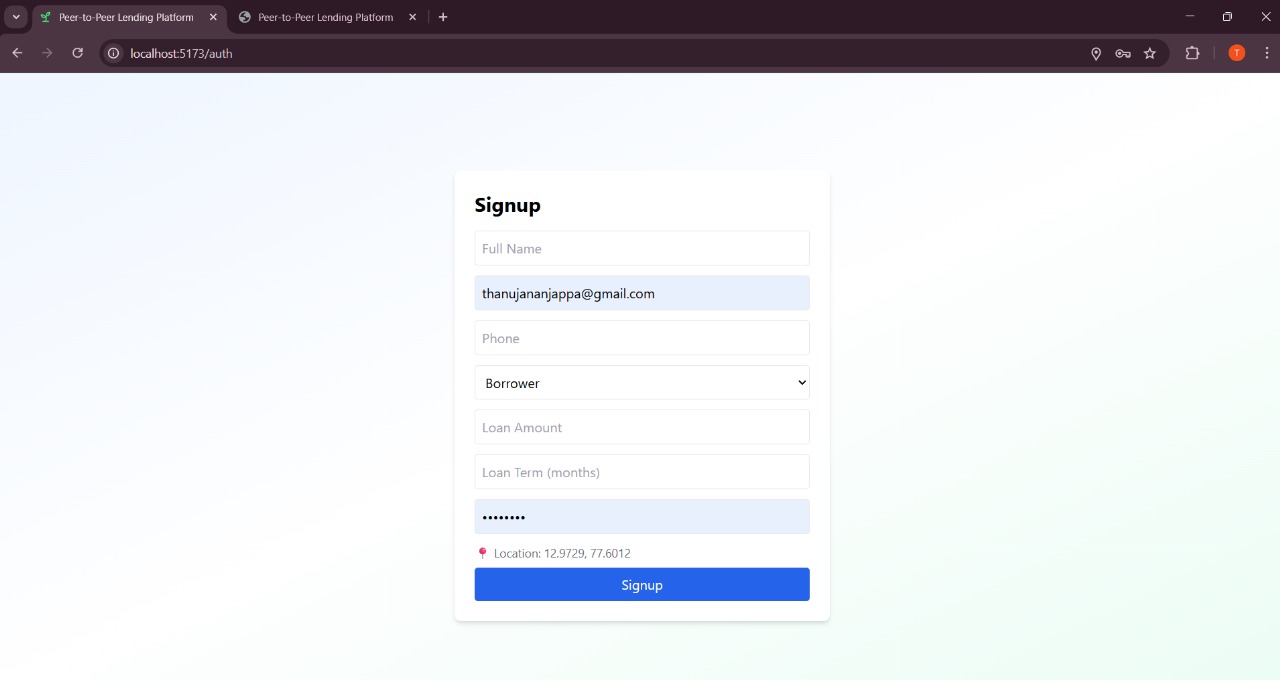 Peer-to-Peer Lending Platform
Peer-to-Peer Lending Platform
localhost:5173/auth
T
Signup
Full Name
thanujananjappa@gmail.com
Phone
Borrower
Loan Amount
Loan Term (months)
••••••••
📍 Location: 12.9729, 77.6012
Signup